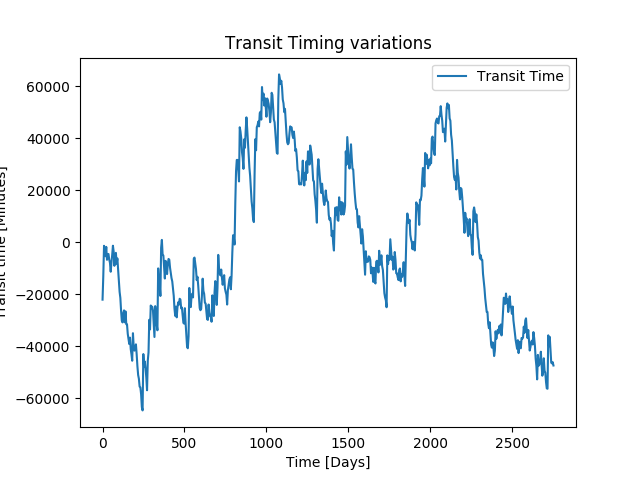 Transit Timing variations
Transit Time
60000
40000
20000
0
−20000
−40000
−60000
Transit time [Minutes]
0 500 1000 1500 2000 2500
Time [Days]